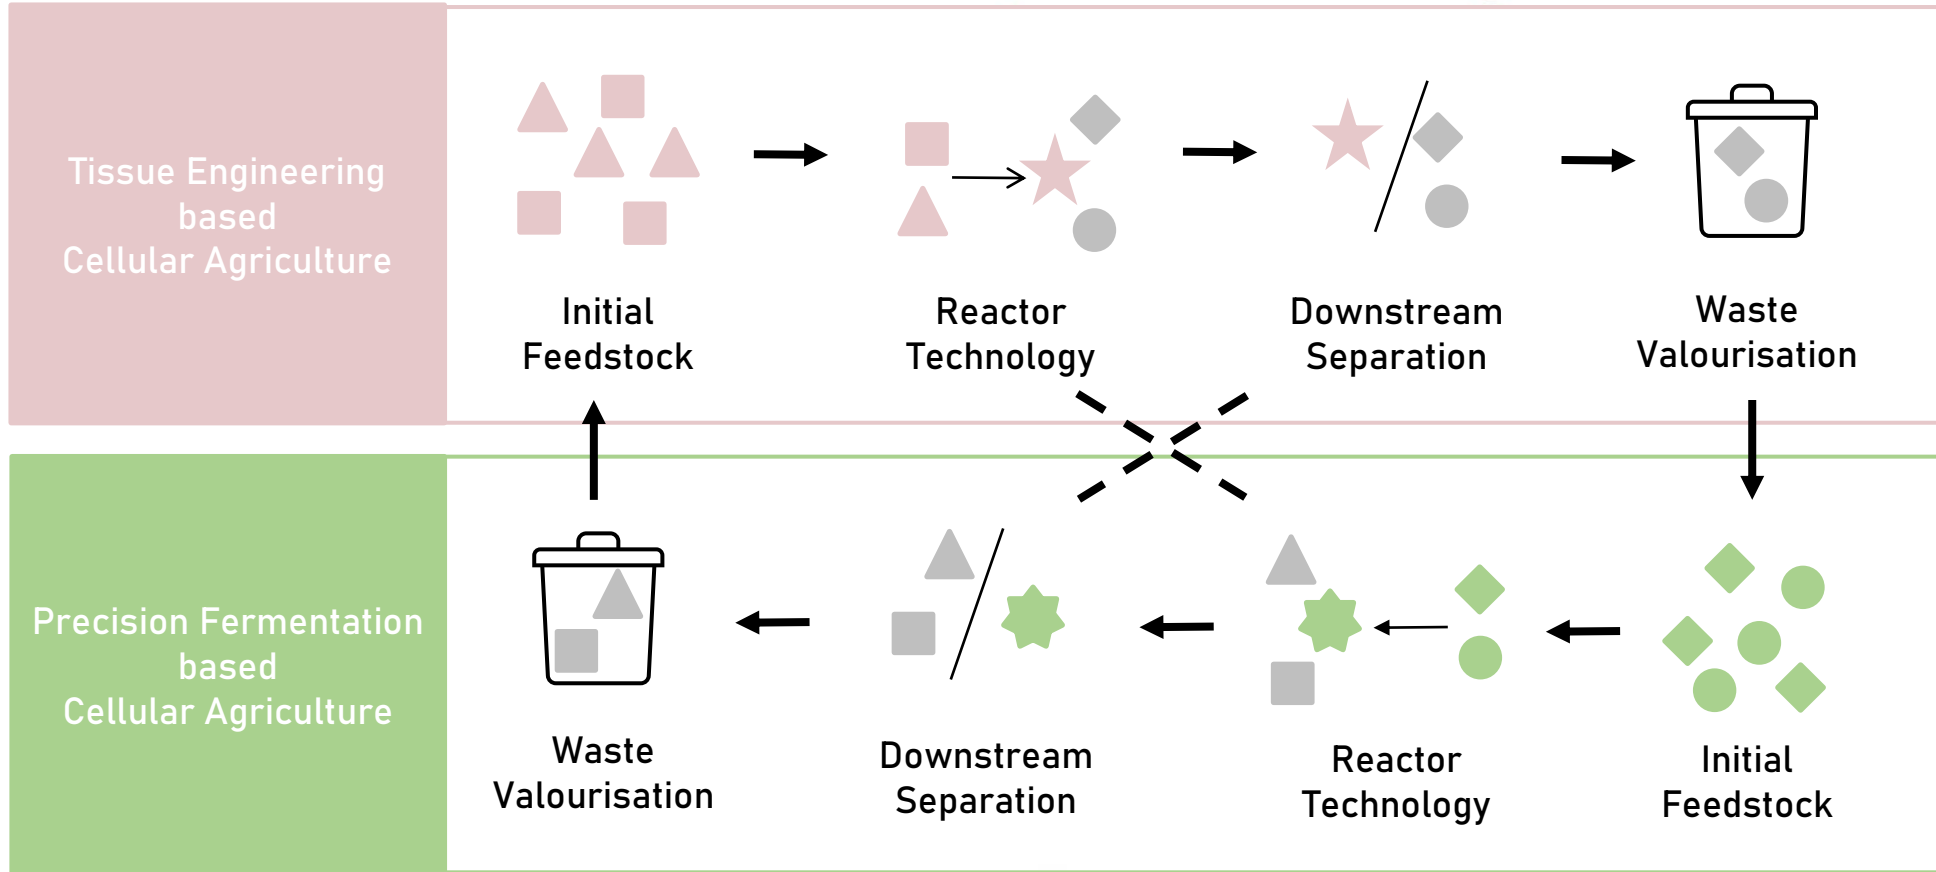 Tissue Engineering
based
Cellular Agriculture
Initial
Feedstock
Reactor
Technology
Downstream
Separation
Waste
Valourisation
Precision Fermentation
based
Cellular Agriculture
Waste
Valourisation
Downstream
Separation
Reactor
Technology
Initial
Feedstock